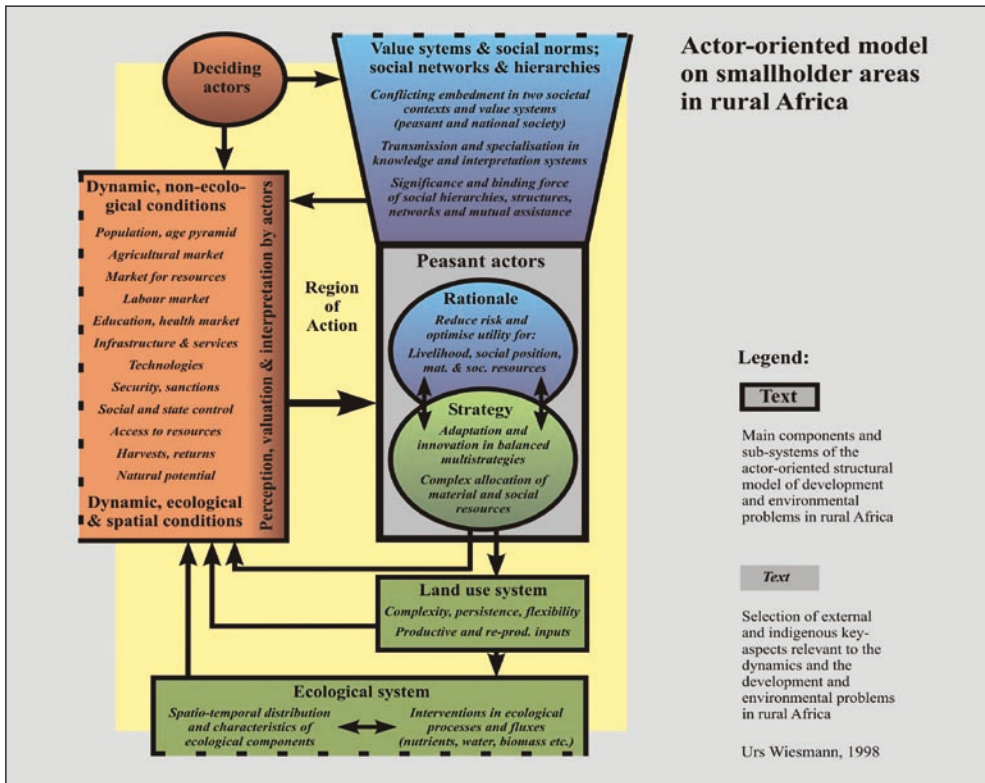 Actor-oriented model
on smallholder areas
in rural Africa
Deciding
actors
Value sytems & social norms;
social networks & hierarchies
Conflicting embedment in two societal
contexts and value systems
(peasant and national society)
Transmission and specialisation in
knowledge and interpretation systems
Significance and binding force
of social hierarchies, structures,
networks and mutual assistance
Dynamic, non-ecolo-
gical conditions
Population, age pyramid
Agricultural market
Market for resources
Labour market
Education, health market
Infrastructure & services
Technologies
Security, sanctions
Social and state control
Access to resources
Harvests, returns
Natural potential
Dynamic, ecological
& spatial conditions
Perception, valuation & interpretation by actors
Region
of
Action
Peasant actors
Rationale
Reduce risk and
optimise utility for:
Livelihood, social position,
mat. & soc. resources
Strategy
Adaptation and
innovation in balanced
multistrategies
Complex allocation of
material and social
resources
Land use system
Complexity, persistence, flexibility
Productive and re-prod. inputs
Ecological system
Spatio-temporal distribution
and characteristics of
ecological components
Interventions in ecological
processes and fluxes
(nutrients, water, biomass etc.)
Legend:
Text
Main components and
sub-systems of the
actor-oriented structural
model of development
and environmental
problems in rural Africa
Text
Selection of external
and indigenous key-
aspects relevant to the
dynamics and the
development and
environmental problems
in rural Africa
Urs Wiesmann, 1998